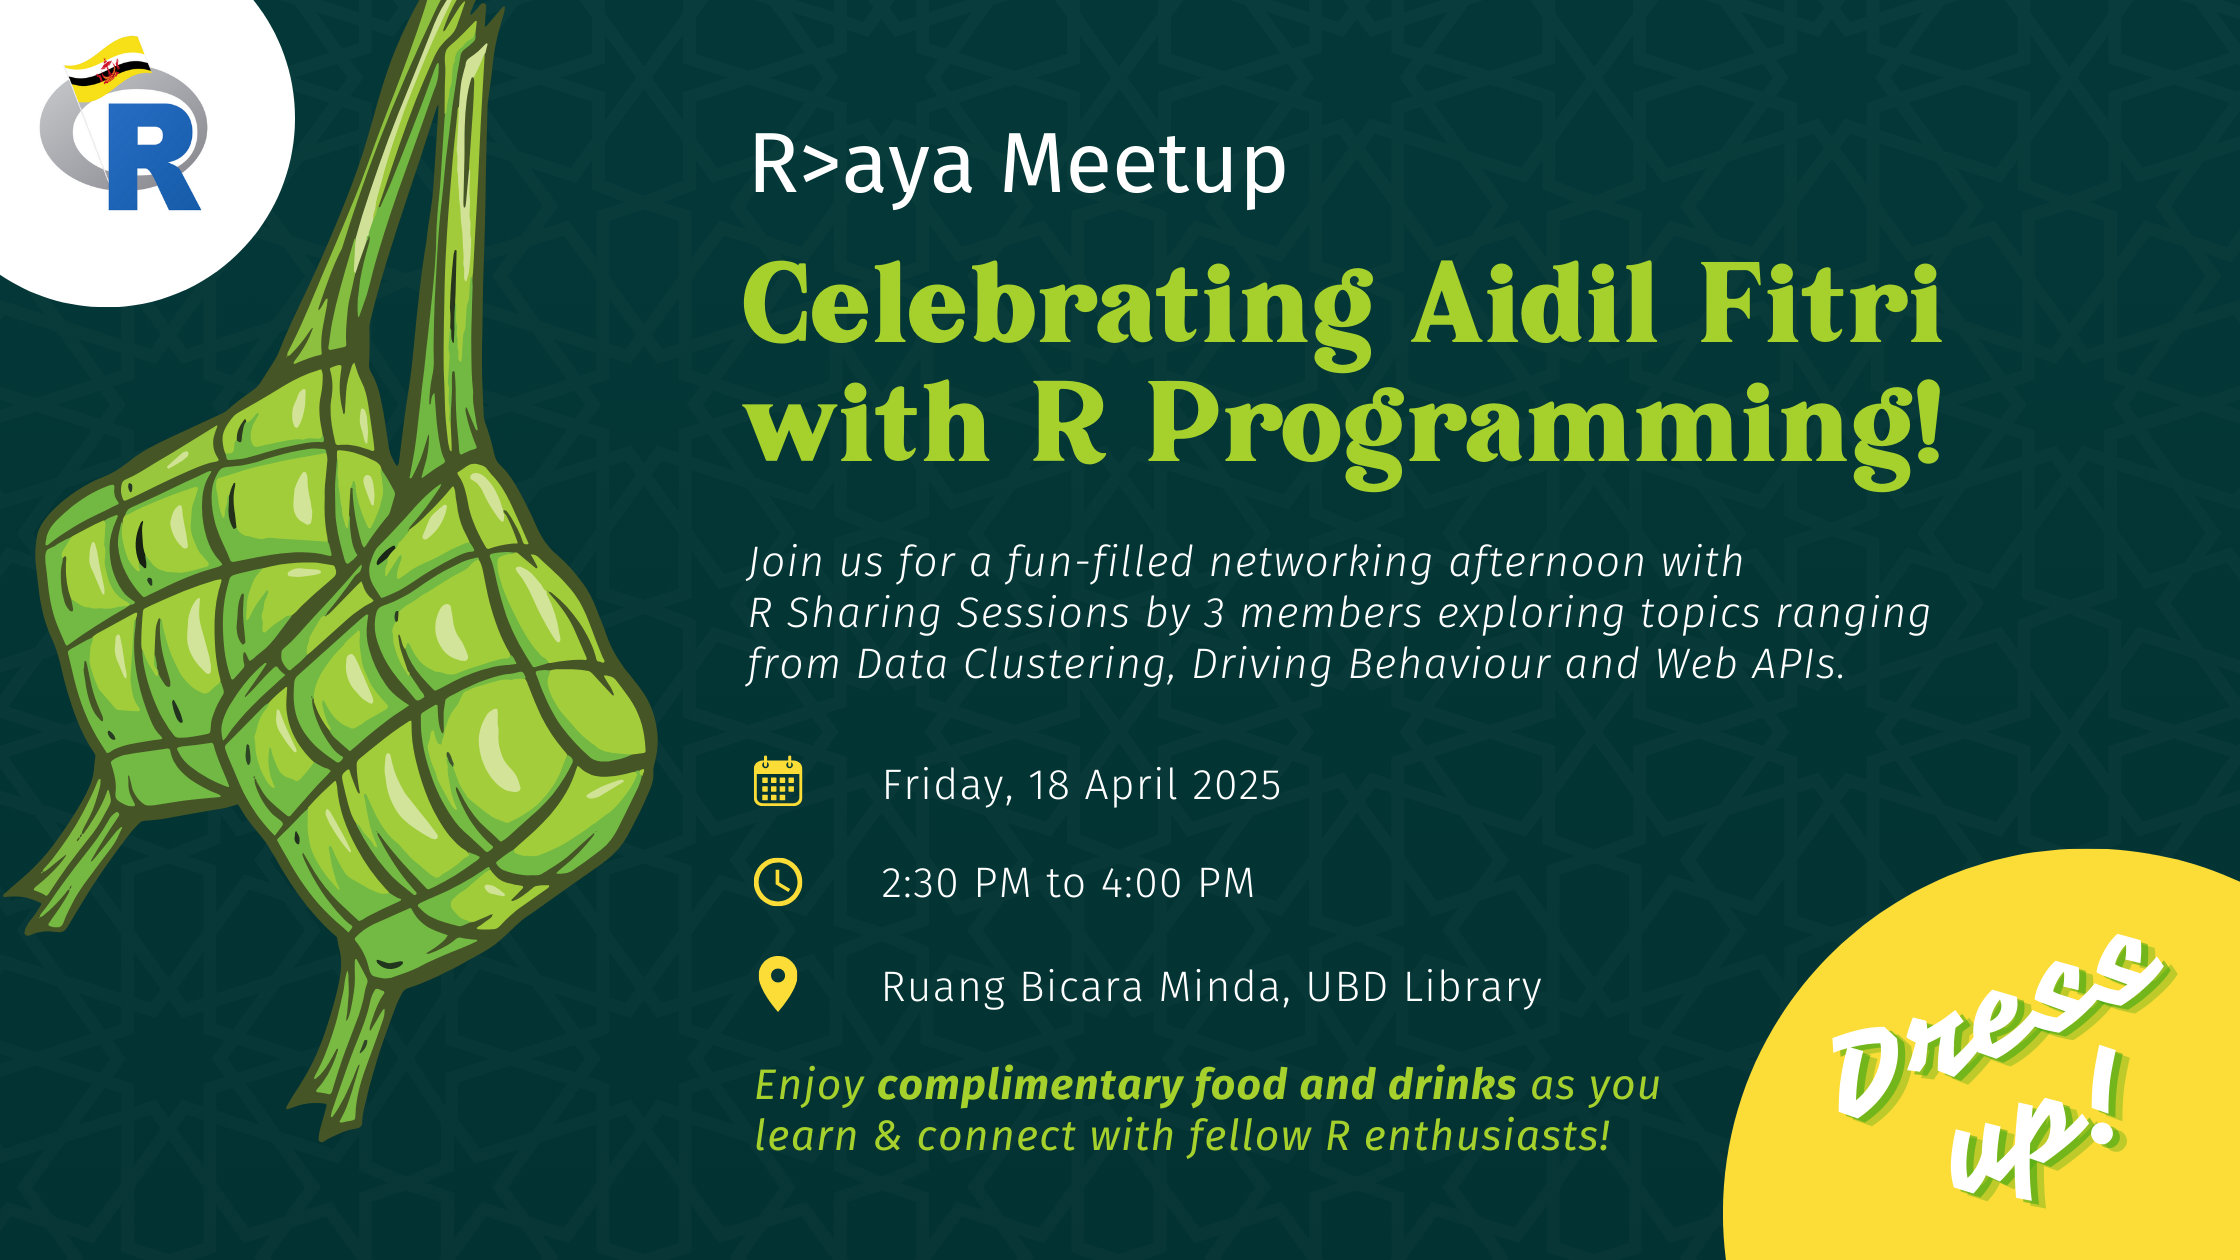 R
R>aya Meetup
Celebrating Aidil Fitri
with R Programming!
Join us for a fun-filled networking afternoon with
R Sharing Sessions by 3 members exploring topics ranging
from Data Clustering, Driving Behaviour and Web APIs.
Friday, 18 April 2025
2:30 PM to 4:00 PM
Ruang Bicara Minda, UBD Library
Enjoy complimentary food and drinks as you
learn & connect with fellow R enthusiasts!
Dress
up!